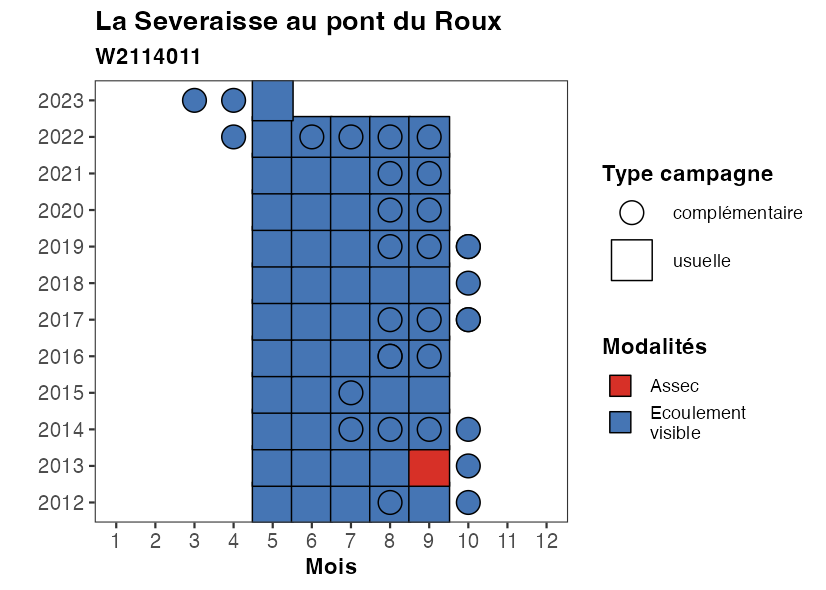 La Severaisse au pont du Roux
W2114011
2023
2022
2021
2020
2019
2018
2017
2016
2015
2014
2013
2012
1 2 3 4 5 6 7 8 9 10 11 12
Mois
Type campagne
complémentaire
usuelle
Modalités
Assec
Ecoulement
visible